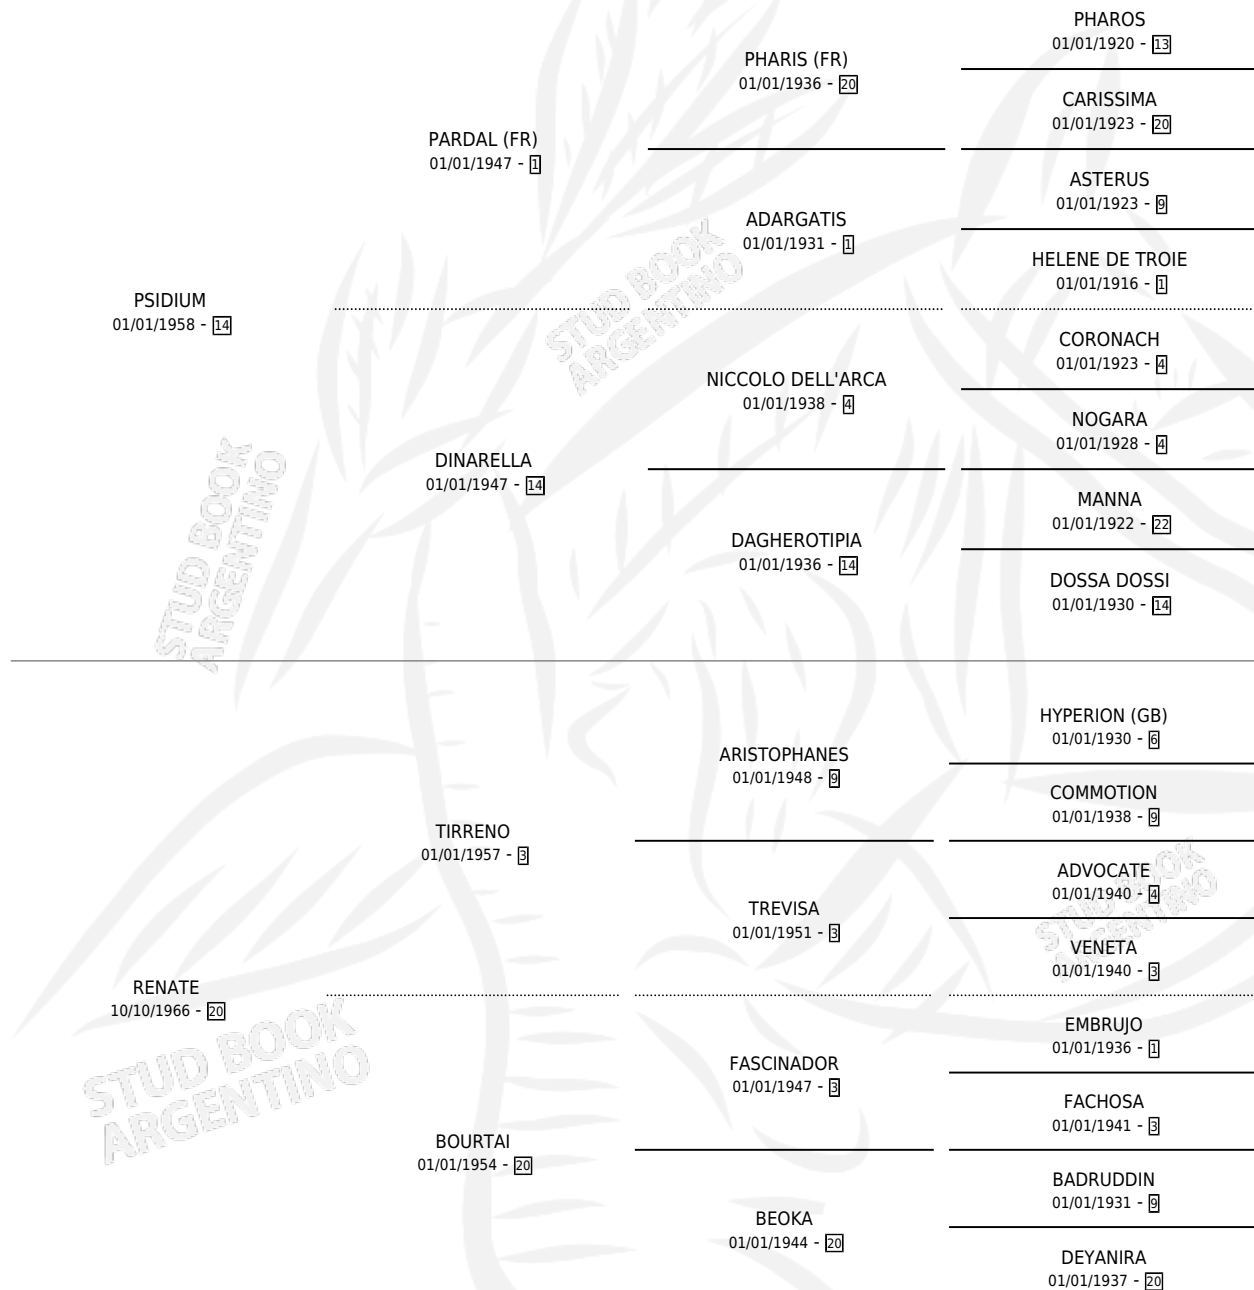 PHAROS
01/01/1920 - 13
PHARIS (FR)
01/01/1936 - 20
CARISSIMA
01/01/1923 - 20
PARDAL (FR)
01/01/1947 - 1
ASTERUS
01/01/1923 - 9
ADARGATIS
01/01/1931 - 1
HELENE DE TROIE
01/01/1916 - 1
PSIDIUM
01/01/1958 - 14
STUD BOOK
ARGENTINO
CORONACH
01/01/1923 - 4
NICCOLO DELL'ARCA
01/01/1938 - 4
NOGARA
01/01/1928 - 4
DINARELLA
01/01/1947 - 14
MANNA
01/01/1922 - 22
DAGHEROTIPIA
01/01/1936 - 14
DOSSA DOSSI
01/01/1930 - 14
STUD BOOK
ARGENTINO
HYPERION (GB)
01/01/1930 - 6
ARISTOPHANES
01/01/1948 - 9
COMMOTION
01/01/1938 - 9
TIRRENO
01/01/1957 - 3
ADVOCATE
01/01/1940 - 4
TREVISA
01/01/1951 - 3
VENETA
01/01/1940 - 3
STUD BOOK
ARGENTINO
RENATE
10/10/1966 - 20
EMBRUJO
01/01/1936 - 1
FASCINADOR
01/01/1947 - 3
FACHOSA
01/01/1941 - 3
STUD BOOK
ARGENTINO
BOURTAI
01/01/1954 - 20
BADRUDDIN
01/01/1931 - 9
BEOKA
01/01/1944 - 20
DEYANIRA
01/01/1937 - 20